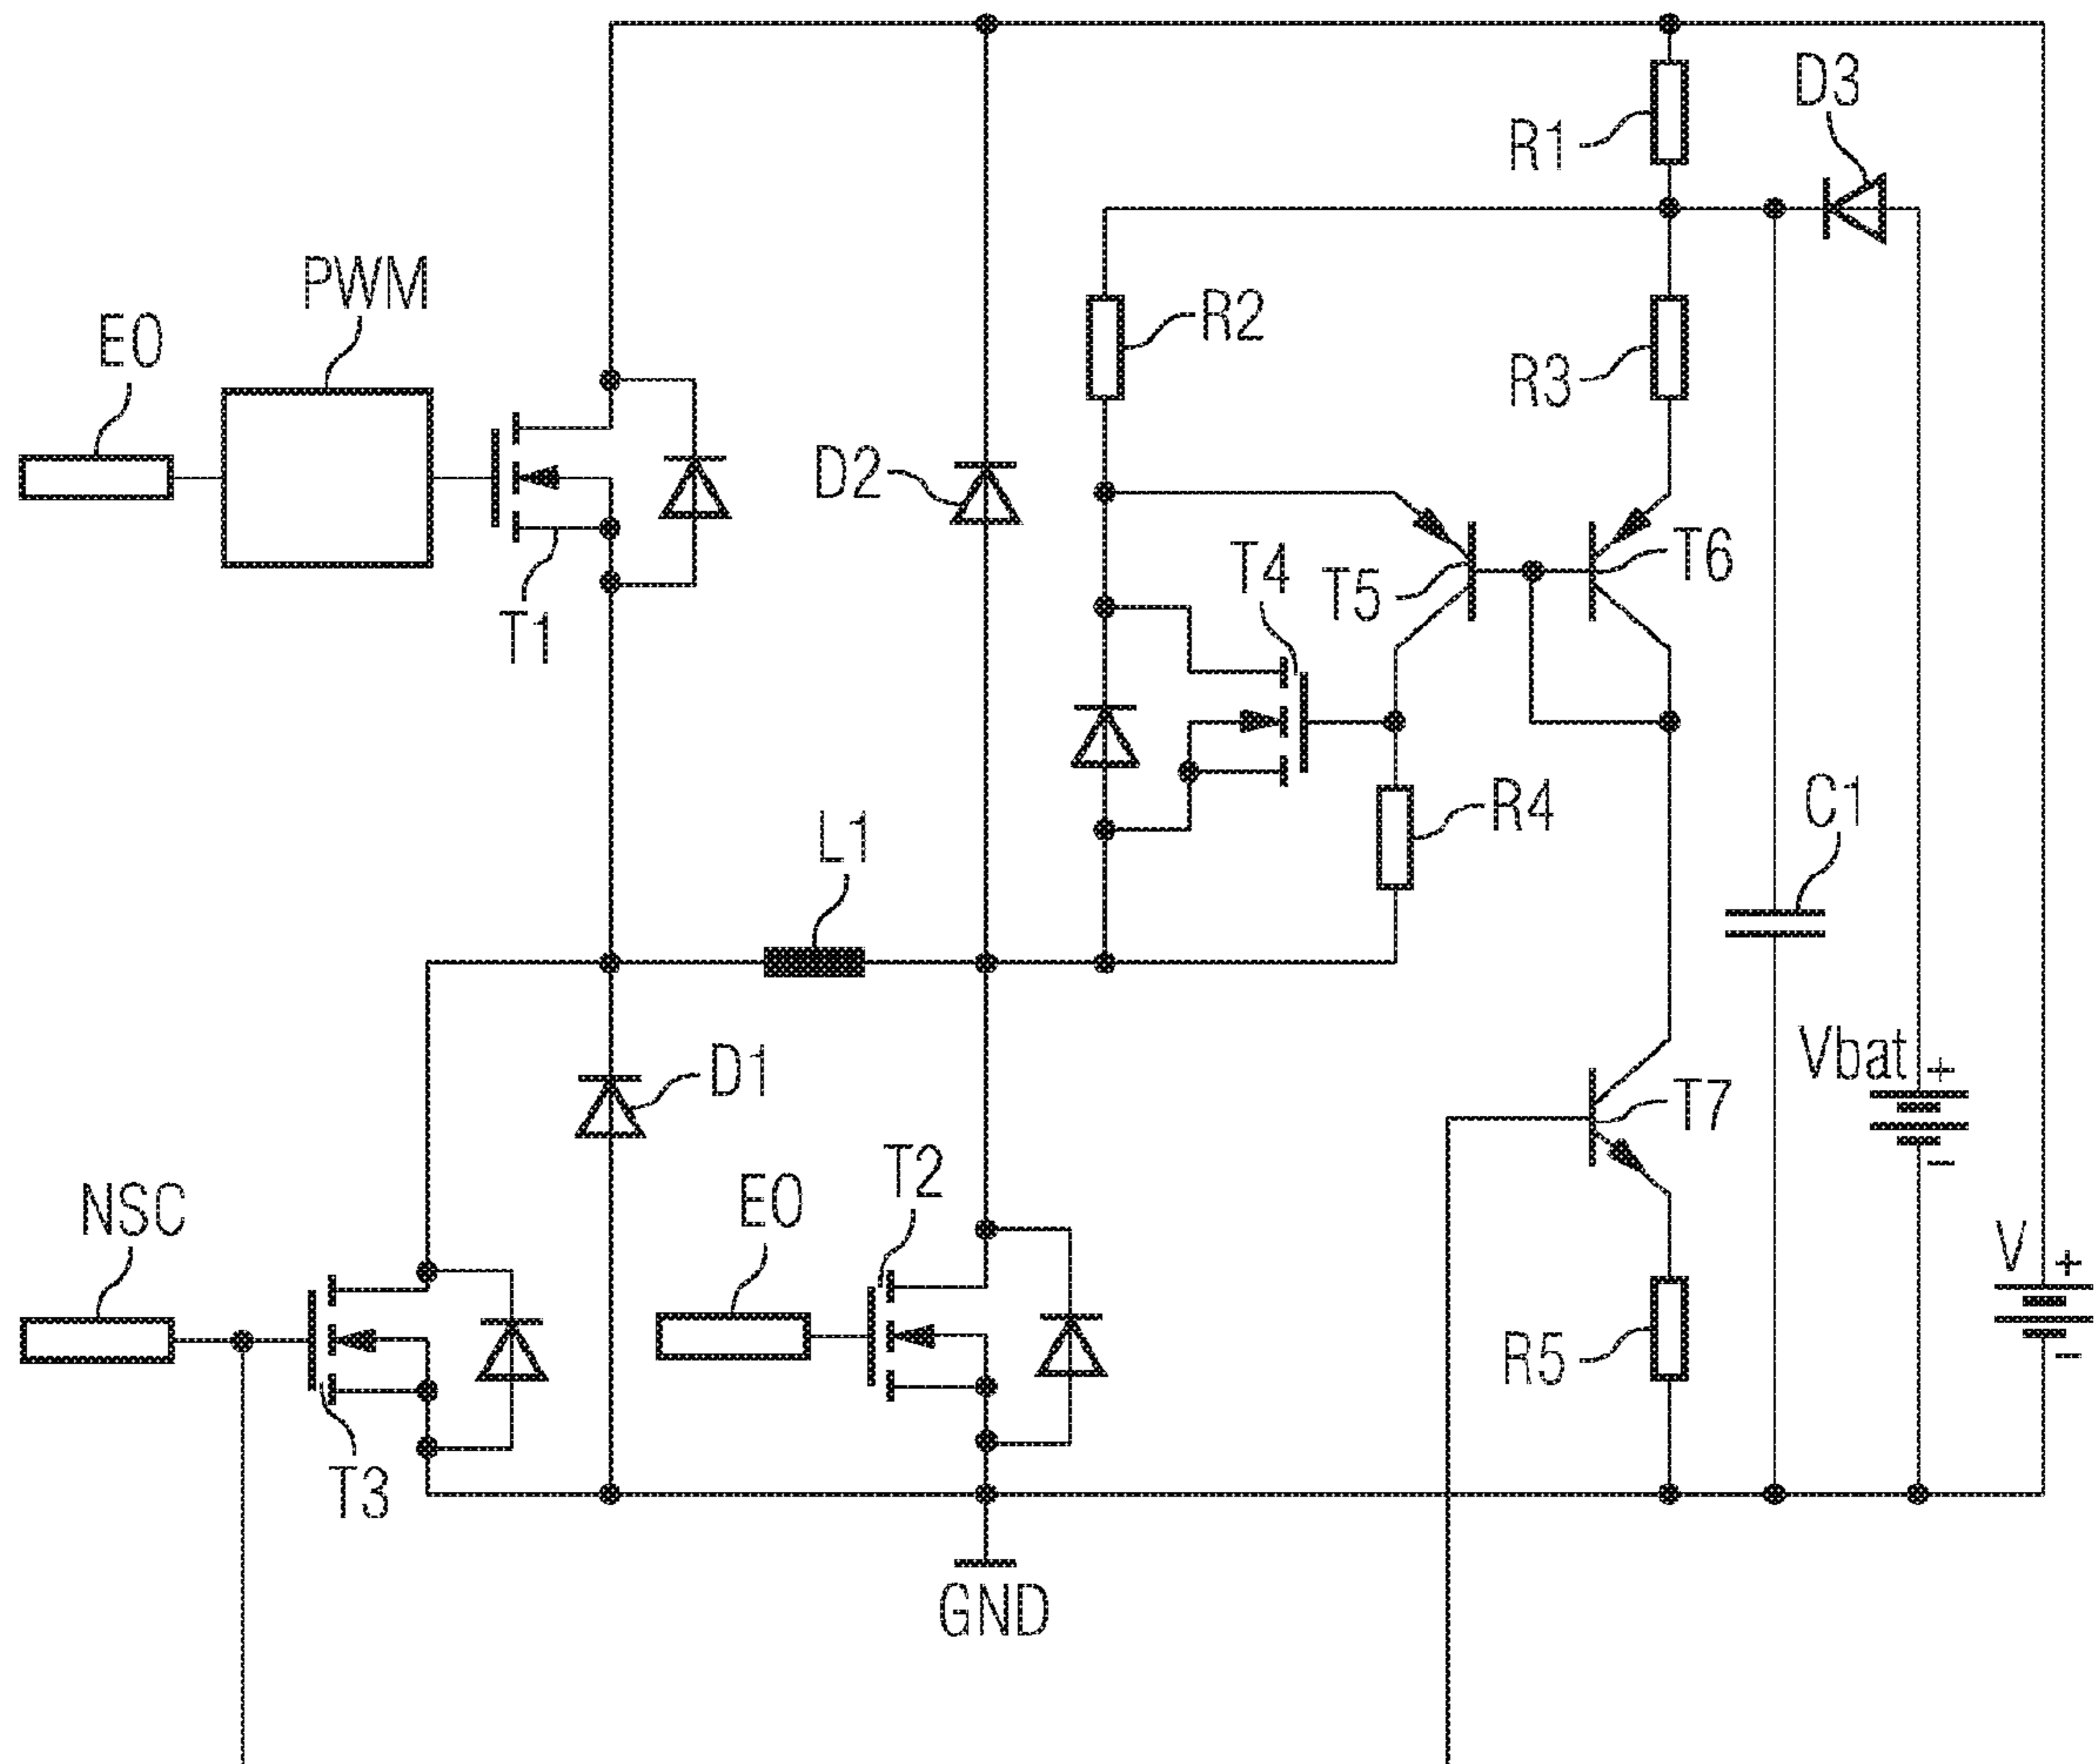 D3
R1
PWM
E0
R2
R3
D2
T4
T5
T6
T1
L1
R4
C1
D1
Vbat
+
T7
-
NSC
E0
T2
V
+
R5
-
T3
GND